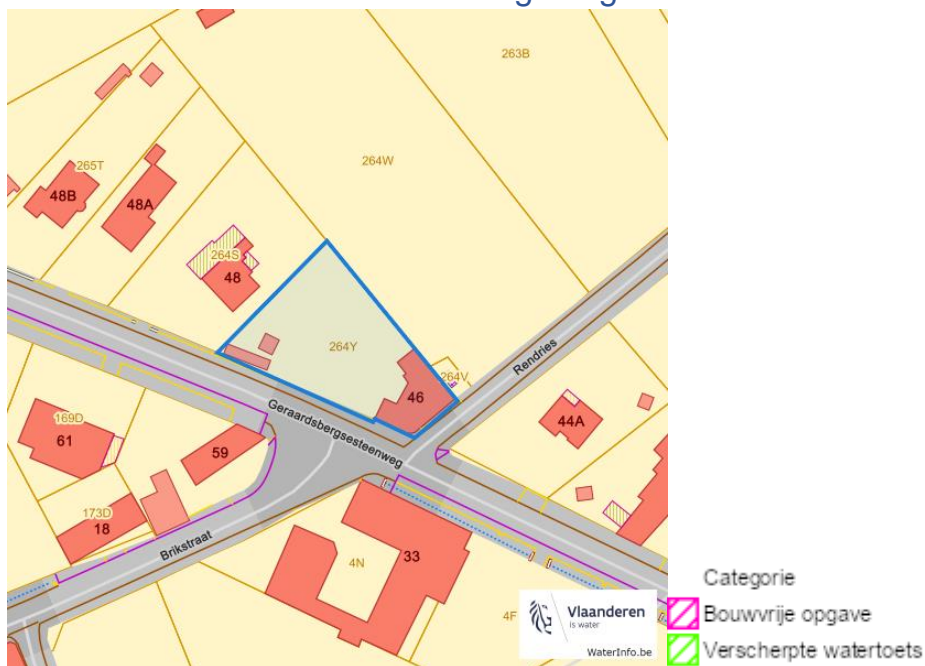 263B
264W
265T
48B
48A
264S
48
264Y
264V
46
Rendries
44A
Geraardsbergsesteenweg
169D
61
59
173D
18
Brikstraat
33
4N
4F
Vlaanderen
is water
WaterInfo.be
Categorie
Bouwvrije opgave
Verscherpte watertoets